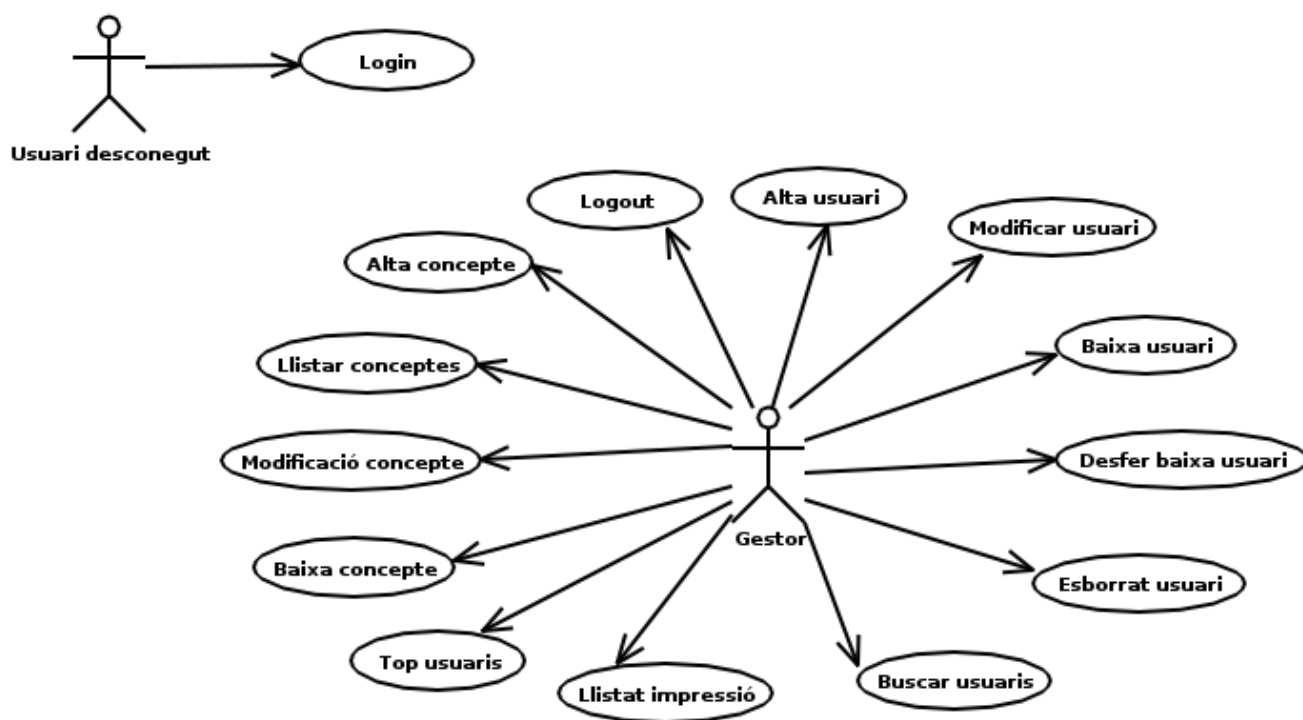 Login
Usuari desconegut
Logout
Alta usuari
Modificar usuari
Alta concepte
Baixa usuari
Llistar conceptes
Modificació concepte
Desfer baixa usuari
Gestor
Baixa concepte
Esborrat usuari
Top usuaris
Llistat impressió
Buscar usuaris